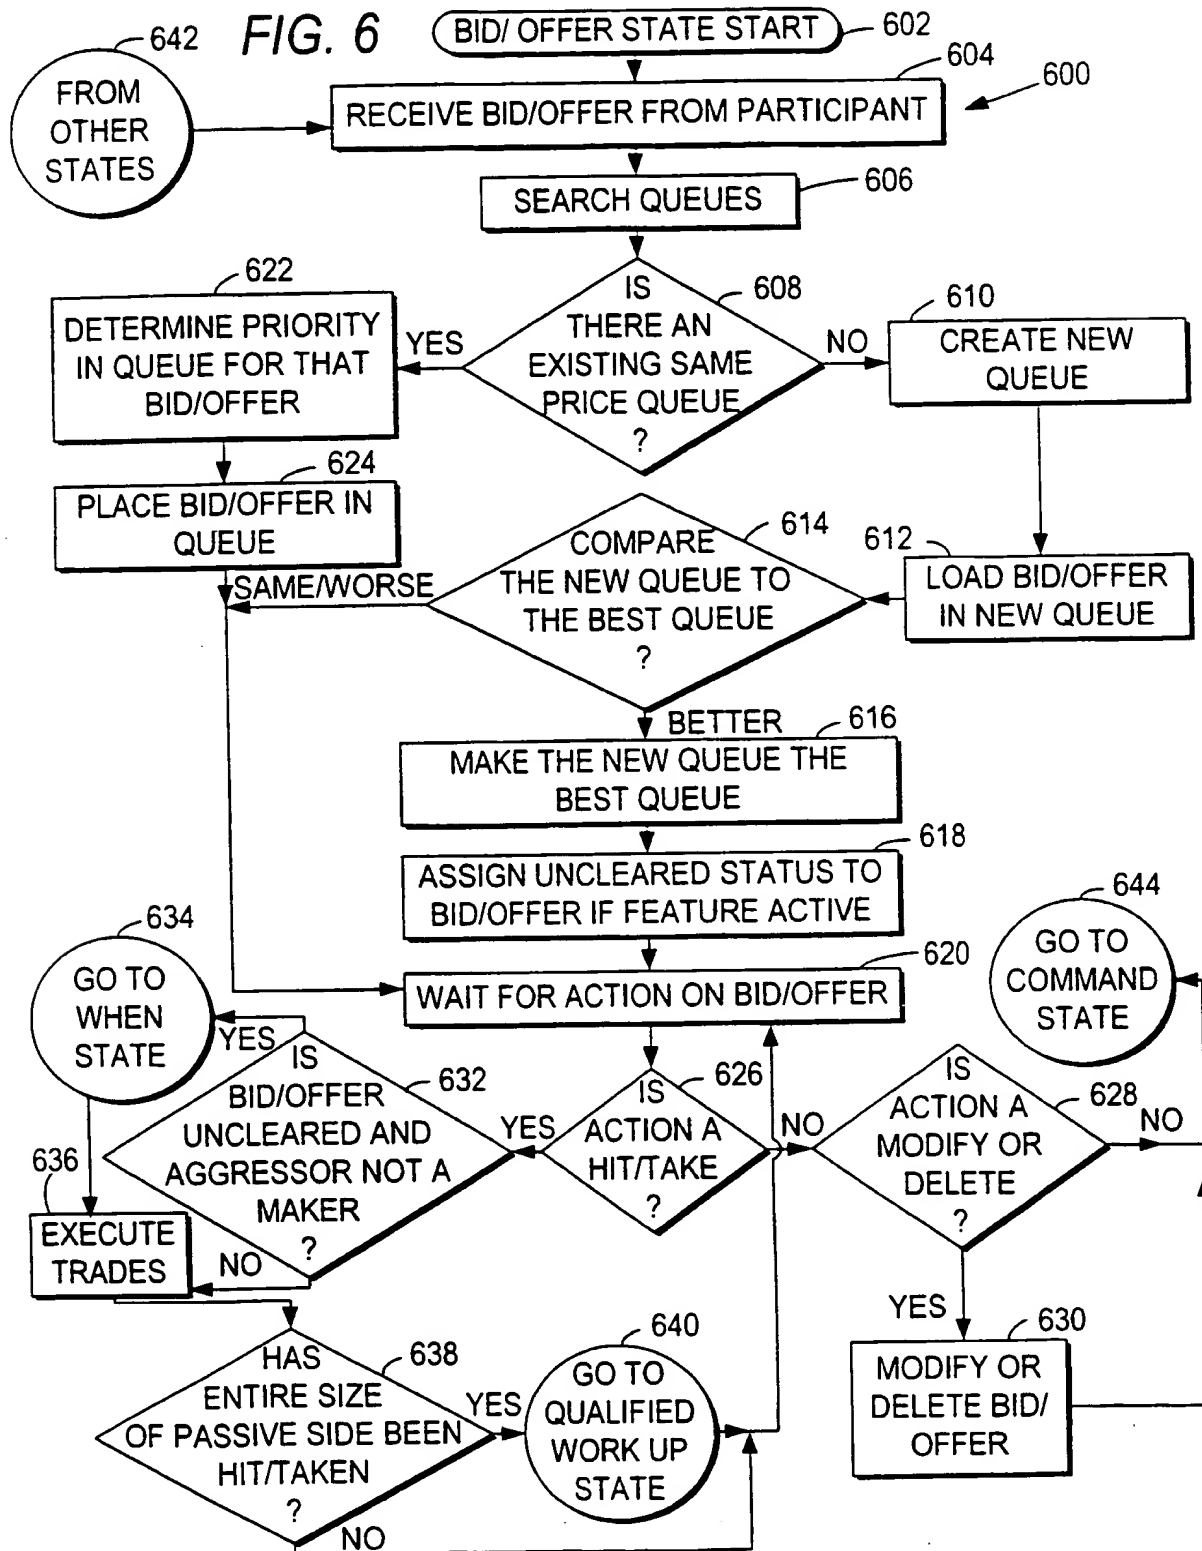 FIG. 6
BID/ OFFER STATE START
602
642
FROM
OTHER
STATES
604
RECEIVE BID/OFFER FROM PARTICIPANT
600
SEARCH QUEUES
606
622
DETERMINE PRIORITY
IN QUEUE FOR THAT
BID/OFFER
YES
IS
THERE AN
EXISTING SAME
PRICE QUEUE
?
608
NO
610
CREATE NEW
QUEUE
624
PLACE BID/OFFER IN
QUEUE
SAME/WORSE
COMPARE
THE NEW QUEUE TO
THE BEST QUEUE
?
614
612
LOAD BID/OFFER
IN NEW QUEUE
BETTER
616
MAKE THE NEW QUEUE THE
BEST QUEUE
618
ASSIGN UNCLEARED STATUS TO
BID/OFFER IF FEATURE ACTIVE
620
WAIT FOR ACTION ON BID/OFFER
634
GO TO
WHEN
STATE
644
GO TO
COMMAND
STATE
YES
IS
BID/OFFER
UNCLEARED AND
AGGRESSOR NOT A
MAKER
?
632
YES
IS
ACTION A
HIT/TAKE
?
626
NO
IS
ACTION A
MODIFY OR
DELETE
?
628
NO
636
EXECUTE
TRADES
NO
YES
630
MODIFY OR
DELETE BID/
OFFER
HAS
ENTIRE SIZE
OF PASSIVE SIDE BEEN
HIT/TAKEN
?
638
YES
640
GO TO
QUALIFIED
WORK UP
STATE
NO